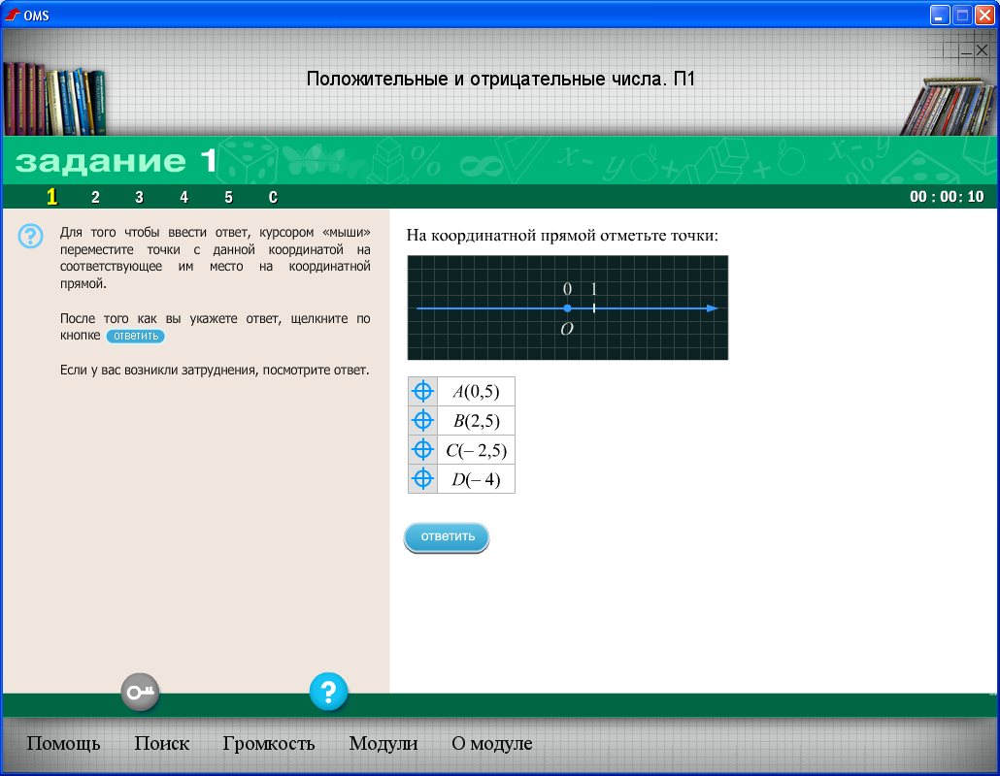 OMS
Положительные и отрицательные числа. П1
задание 1
1 2 3 4 5 С
00 : 00: 10
Для того чтобы ввести ответ, курсором «мыши»
переместите точки с данной координатой на
соответствующее им место на координатной
прямой.
После того как вы укажете ответ, щелкните по
кнопке ответить
Если у вас возникли затруднения, посмотрите ответ.
На координатной прямой отметьте точки:
0 1
O
A(0,5)
B(2,5)
C(– 2,5)
D(– 4)
ответить
?
Помощь Поиск Громкость Модули О модуле